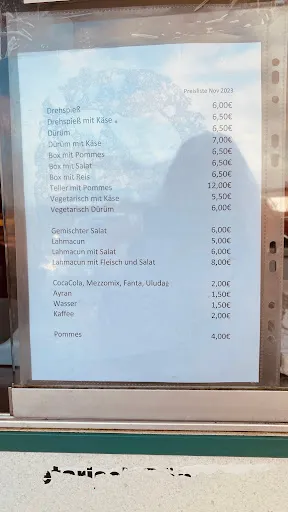 Preisliste Nov 2023
Drehspieß 6,00€
Drehspieß mit Käse 6,50€
Dürüm 6,50€
Dürüm mit Käse 7,00€
Box mit Pommes 6,50€
Box mit Salat 6,50€
Box mit Reis 6,50€
Teller mit Pommes 12,00€
Vegetarisch mit Käse 5,50€
Vegetarisch Dürüm 6,00€
Gemischter Salat 6,00€
Lahmacun 5,00€
Lahmacun mit Salat 6,00€
Lahmacun mit Fleisch und Salat 8,00€
CocaCola, Mezzomix, Fanta, Uludag 2,00€
Ayran 1,50€
Wasser 1,50€
Kaffee 2,00€
Pommes 4,00€